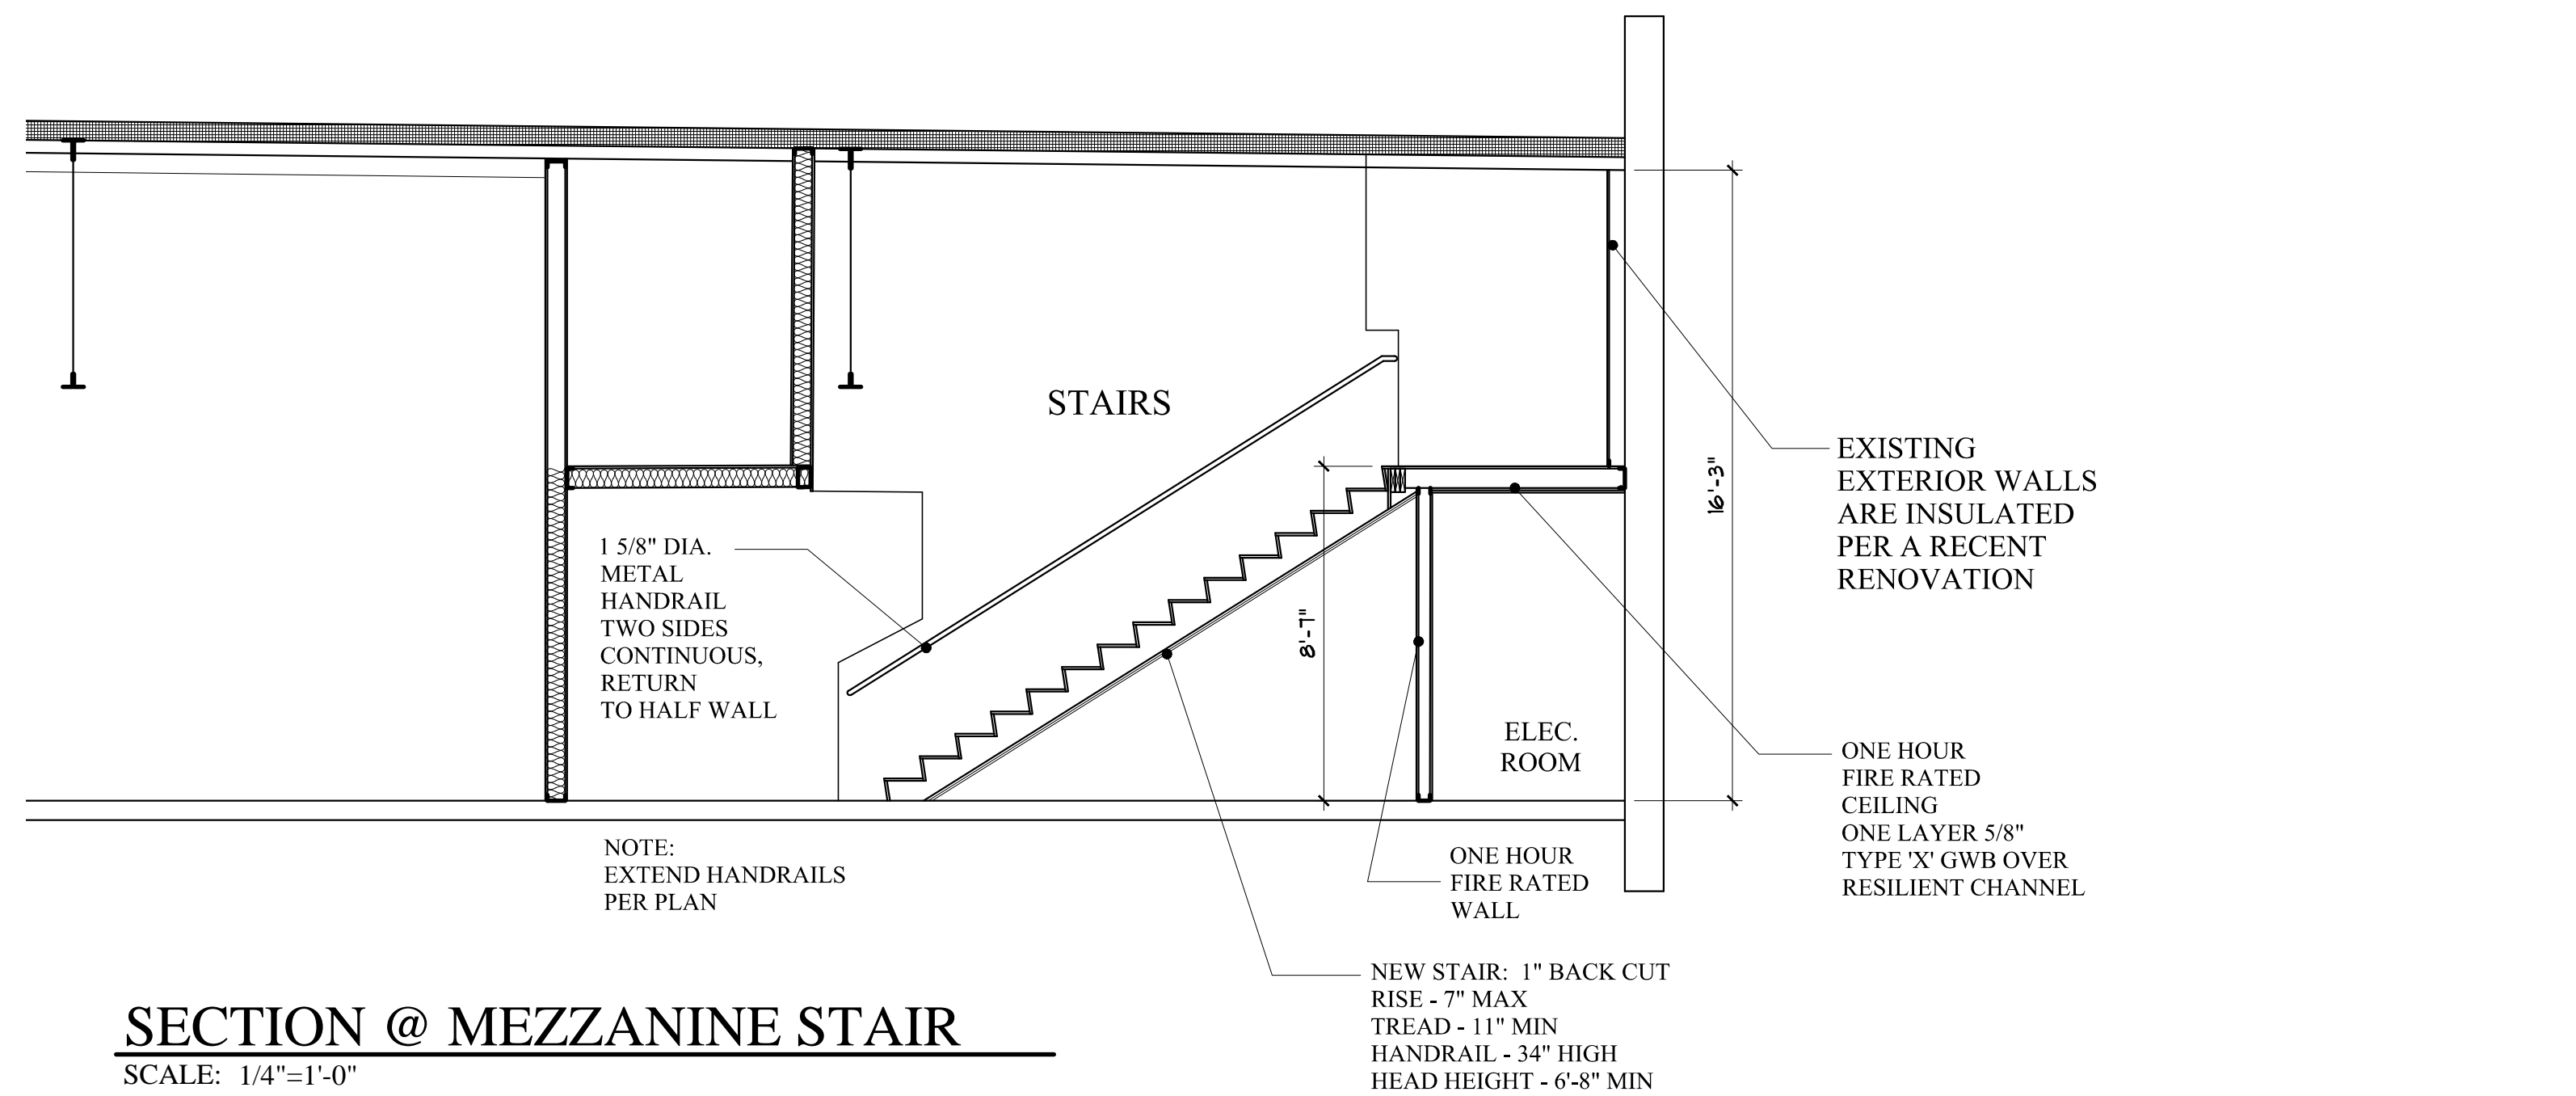 STAIRS
16'-3"
EXISTING
EXTERIOR WALLS
ARE INSULATED
PER A RECENT
RENOVATION
1 5/8" DIA.
METAL
HANDRAIL
TWO SIDES
CONTINUOUS,
RETURN
TO HALF WALL
8'-7"
ELEC.
ROOM
ONE HOUR
FIRE RATED
CEILING
ONE LAYER 5/8"
TYPE 'X' GWB OVER
RESILIENT CHANNEL
NOTE:
EXTEND HANDRAILS
PER PLAN
ONE HOUR
FIRE RATED
WALL
NEW STAIR: 1" BACK CUT
RISE - 7" MAX
TREAD - 11" MIN
HANDRAIL - 34" HIGH
HEAD HEIGHT - 6'-8" MIN
SECTION @ MEZZANINE STAIR
SCALE: 1/4"=1'-0"